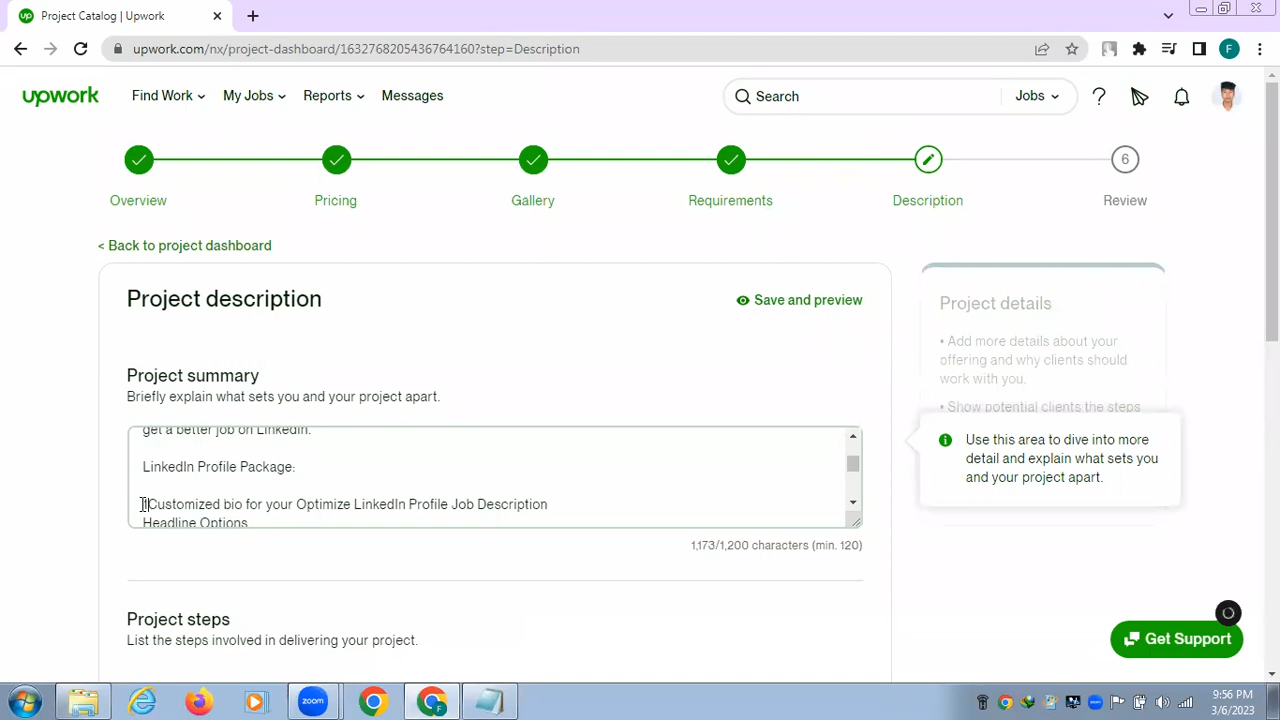 Project Catalog | Upwork
upwork.com/nx/project-dashboard/1632768205436764160?step=Description
F
upwork
Find Work
My Jobs
Reports
Messages
Search
Jobs
6
Overview
Pricing
Gallery
Requirements
Description
Review
< Back to project dashboard
Project description
Save and preview
Project summary
Briefly explain what sets you and your project apart.
get a better job on LinkedIn.
LinkedIn Profile Package:
Customized bio for your Optimize LinkedIn Profile Job Description
Headline Options
1,173/1,200 characters (min. 120)
Project steps
List the steps involved in delivering your project.
Project details
• Add more details about your
offering and why clients should
work with you.
• Show potential clients the steps
Use this area to dive into more
detail and explain what sets you
and your project apart.
Get Support
zoom
F
9:56 PM
3/6/2023